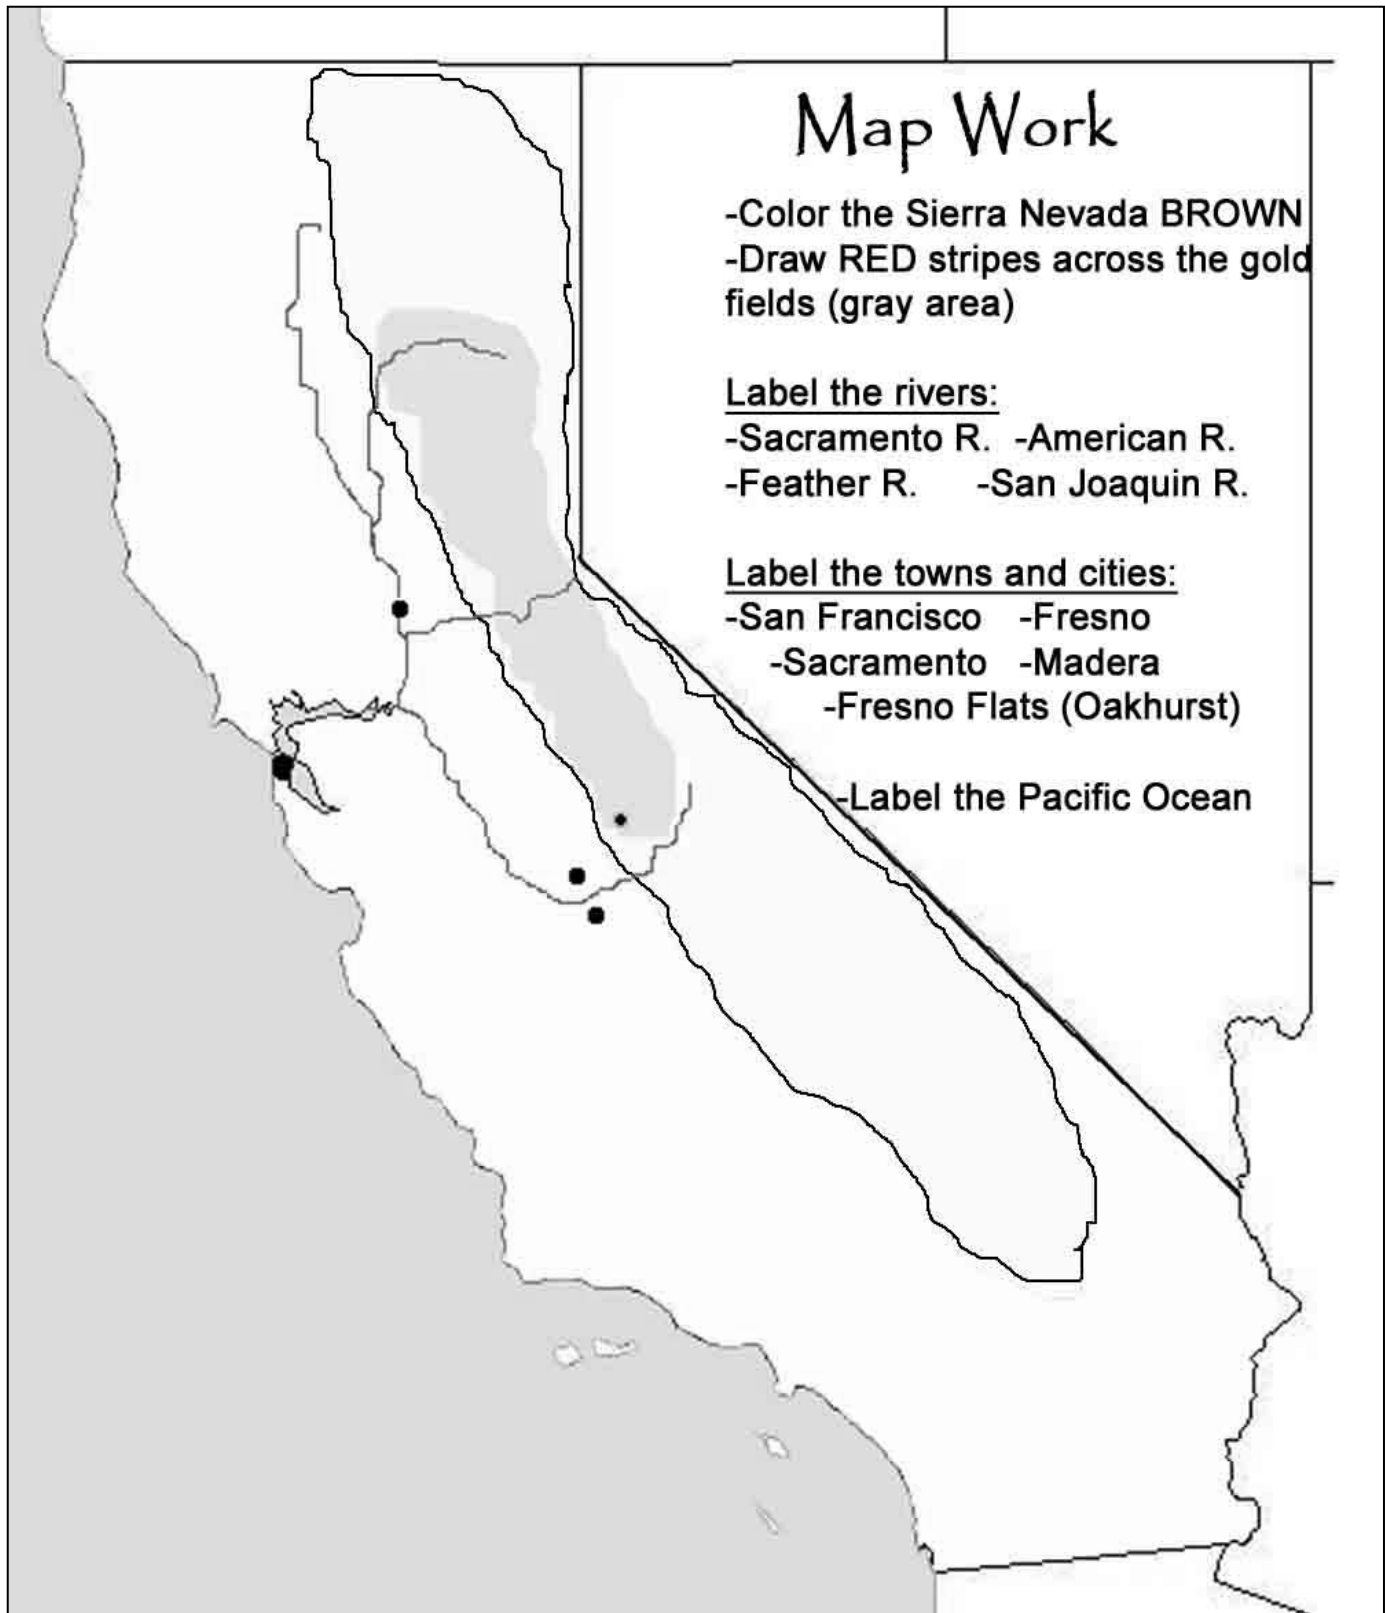 Map Work
-Color the Sierra Nevada BROWN
-Draw RED stripes across the gold
fields (gray area)
Label the rivers:
-Sacramento R. -American R.
-Feather R. -San Joaquin R.
Label the towns and cities:
-San Francisco -Fresno
-Sacramento -Madera
-Fresno Flats (Oakhurst)
-Label the Pacific Ocean